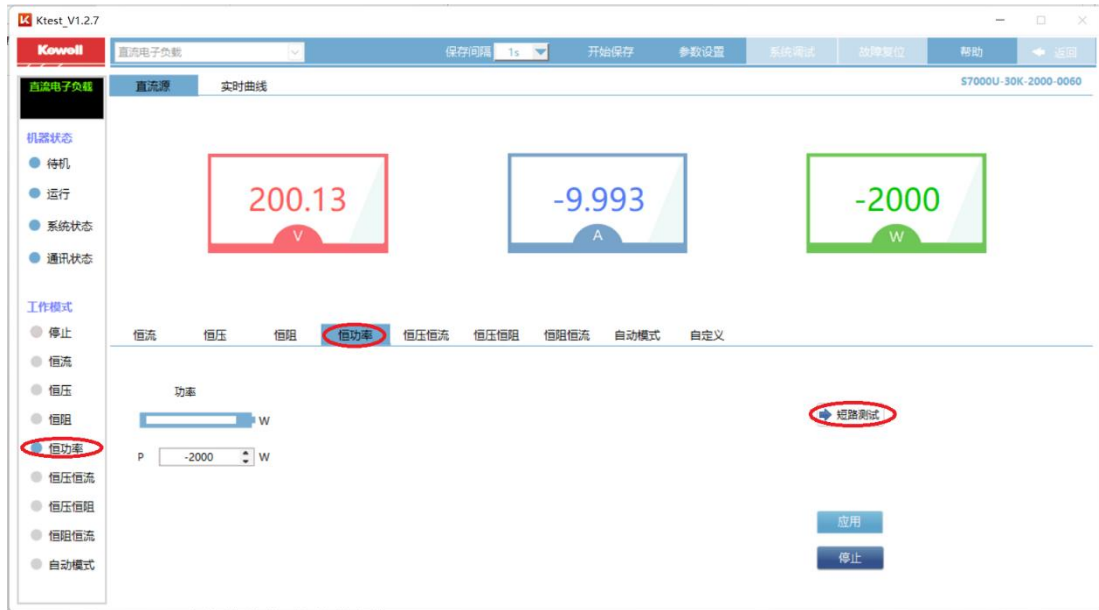 Ktest_V1.2.7
Kewell
直流电子负载
保存间隔 1s
开始保存
参数设置
系统调试
故障复位
帮助
返回
直流电子负载
直流源
实时曲线
S7000U-30K-2000-0060
机器状态
待机
运行
系统状态
通讯状态
200.13
V
-9.993
A
-2000
W
工作模式
停止
恒流
恒压
恒阻
恒功率
恒压恒流
恒压恒阻
恒阻恒流
自动模式
恒流 恒压 恒阻 恒功率 恒压恒流 恒压恒阻 恒阻恒流 自动模式 自定义
功率
W
P -2000 W
短路测试
应用
停止